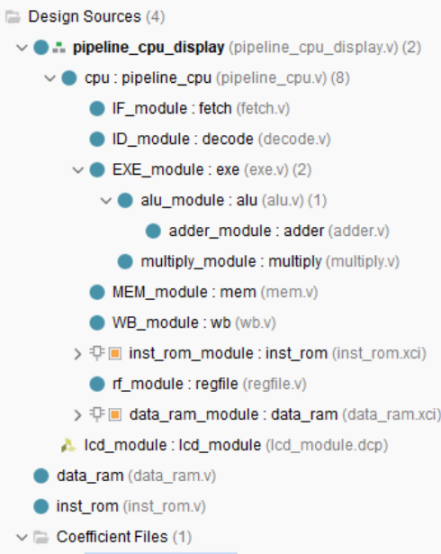 Design Sources (4)
pipeline_cpu_display (pipeline_cpu_display.v) (2)
cpu : pipeline_cpu (pipeline_cpu.v) (8)
IF_module : fetch (fetch.v)
ID_module : decode (decode.v)
EXE_module : exe (exe.v) (2)
alu_module : alu (alu.v) (1)
adder_module : adder (adder.v)
multiply_module : multiply (multiply.v)
MEM_module : mem (mem.v)
WB_module : wb (wb.v)
inst_rom_module : inst_rom (inst_rom.xci)
rf_module : regfile (regfile.v)
data_ram_module : data_ram (data_ram.xci)
lcd_module : lcd_module (lcd_module.dcp)
data_ram (data_ram.v)
inst_rom (inst_rom.v)
Coefficient Files (1)